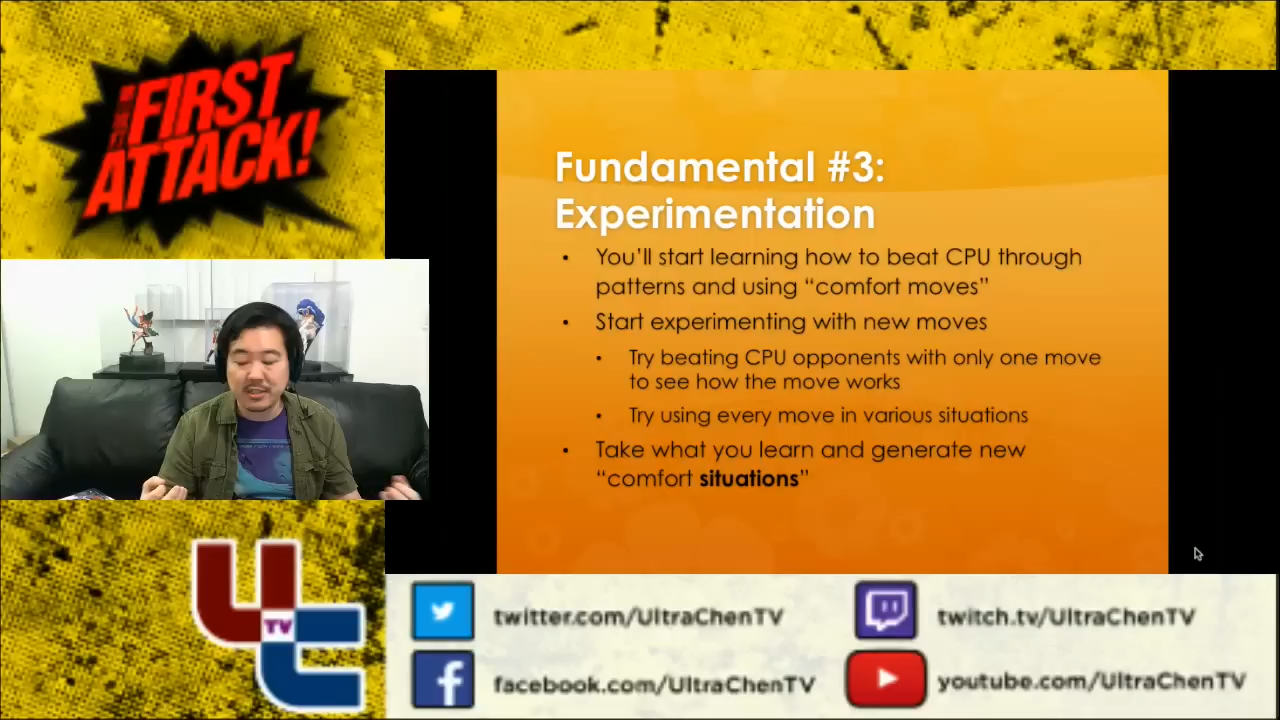 FIRST
ATTACK!
Fundamental #3:
Experimentation
• You’ll start learning how to beat CPU through
patterns and using “comfort moves”
• Start experimenting with new moves
• Try beating CPU opponents with only one move
to see how the move works
• Try using every move in various situations
• Take what you learn and generate new
“comfort situations”
UC
TV
twitter.com/UltraChenTV
twitch.tv/UltraChenTV
facebook.com/UltraChenTV
youtube.com/UltraChenTV